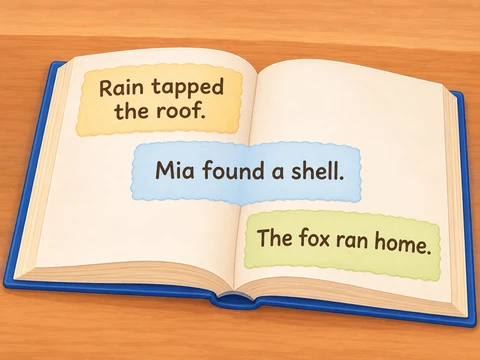 Rain tapped
the roof.
Mia found a shell.
The fox ran home.